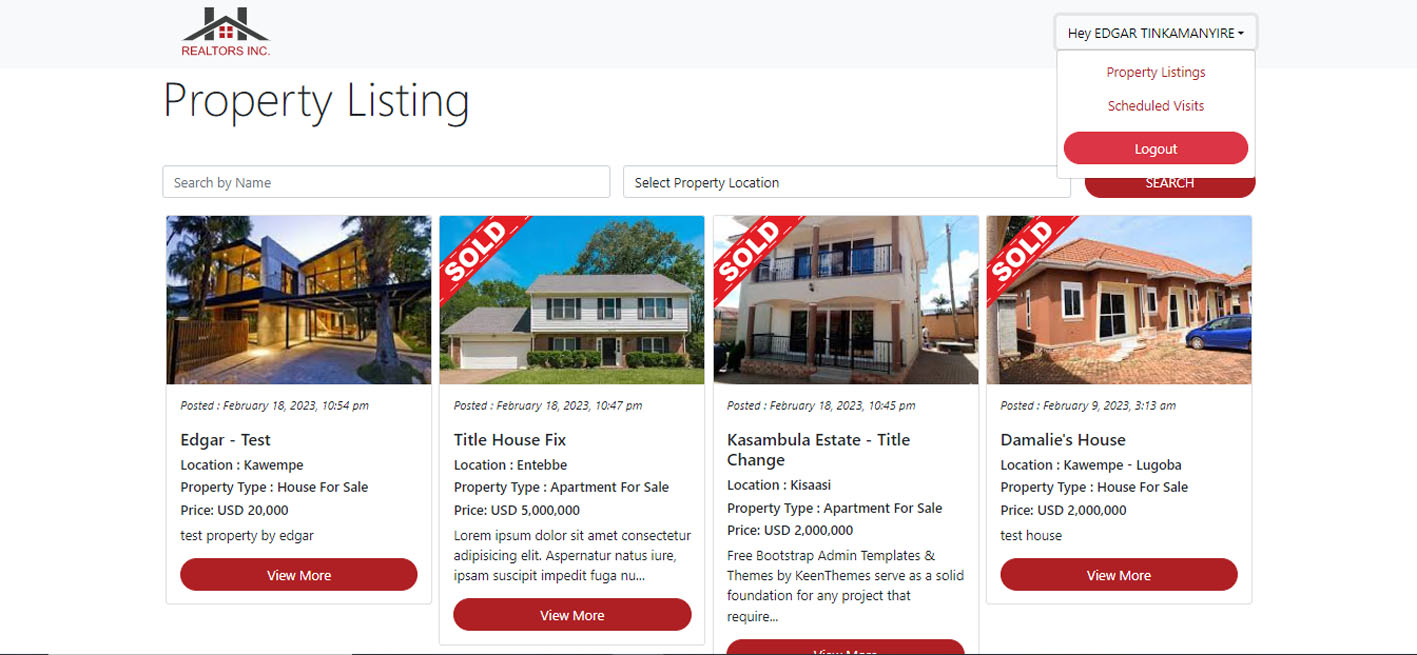 REALTORS INC.
Hey EDGAR TINKAMANYIRE
Property Listings
Scheduled Visits
Logout
Property Listing
Search by Name
Select Property Location
SEARCH
Posted : February 18, 2023, 10:54 pm
Edgar - Test
Location : Kawempe
Property Type : House For Sale
Price: USD 20,000
test property by edgar
View More
SOLD
Posted : February 18, 2023, 10:47 pm
Title House Fix
Location : Entebbe
Property Type : Apartment For Sale
Price: USD 5,000,000
Lorem ipsum dolor sit amet consectetur
adipisicing elit. Aspernatur natus iure,
ipsam suscipit impedit fuga nu...
View More
SOLD
Posted : February 18, 2023, 10:45 pm
Kasambula Estate - Title
Change
Location : Kisaasi
Property Type : Apartment For Sale
Price: USD 2,000,000
Free Bootstrap Admin Templates &
Themes by KeenThemes serve as a solid
foundation for any project that
require...
View More
SOLD
Posted : February 9, 2023, 3:13 am
Damalie's House
Location : Kawempe - Lugoba
Property Type : House For Sale
Price: USD 2,000,000
test house
View More